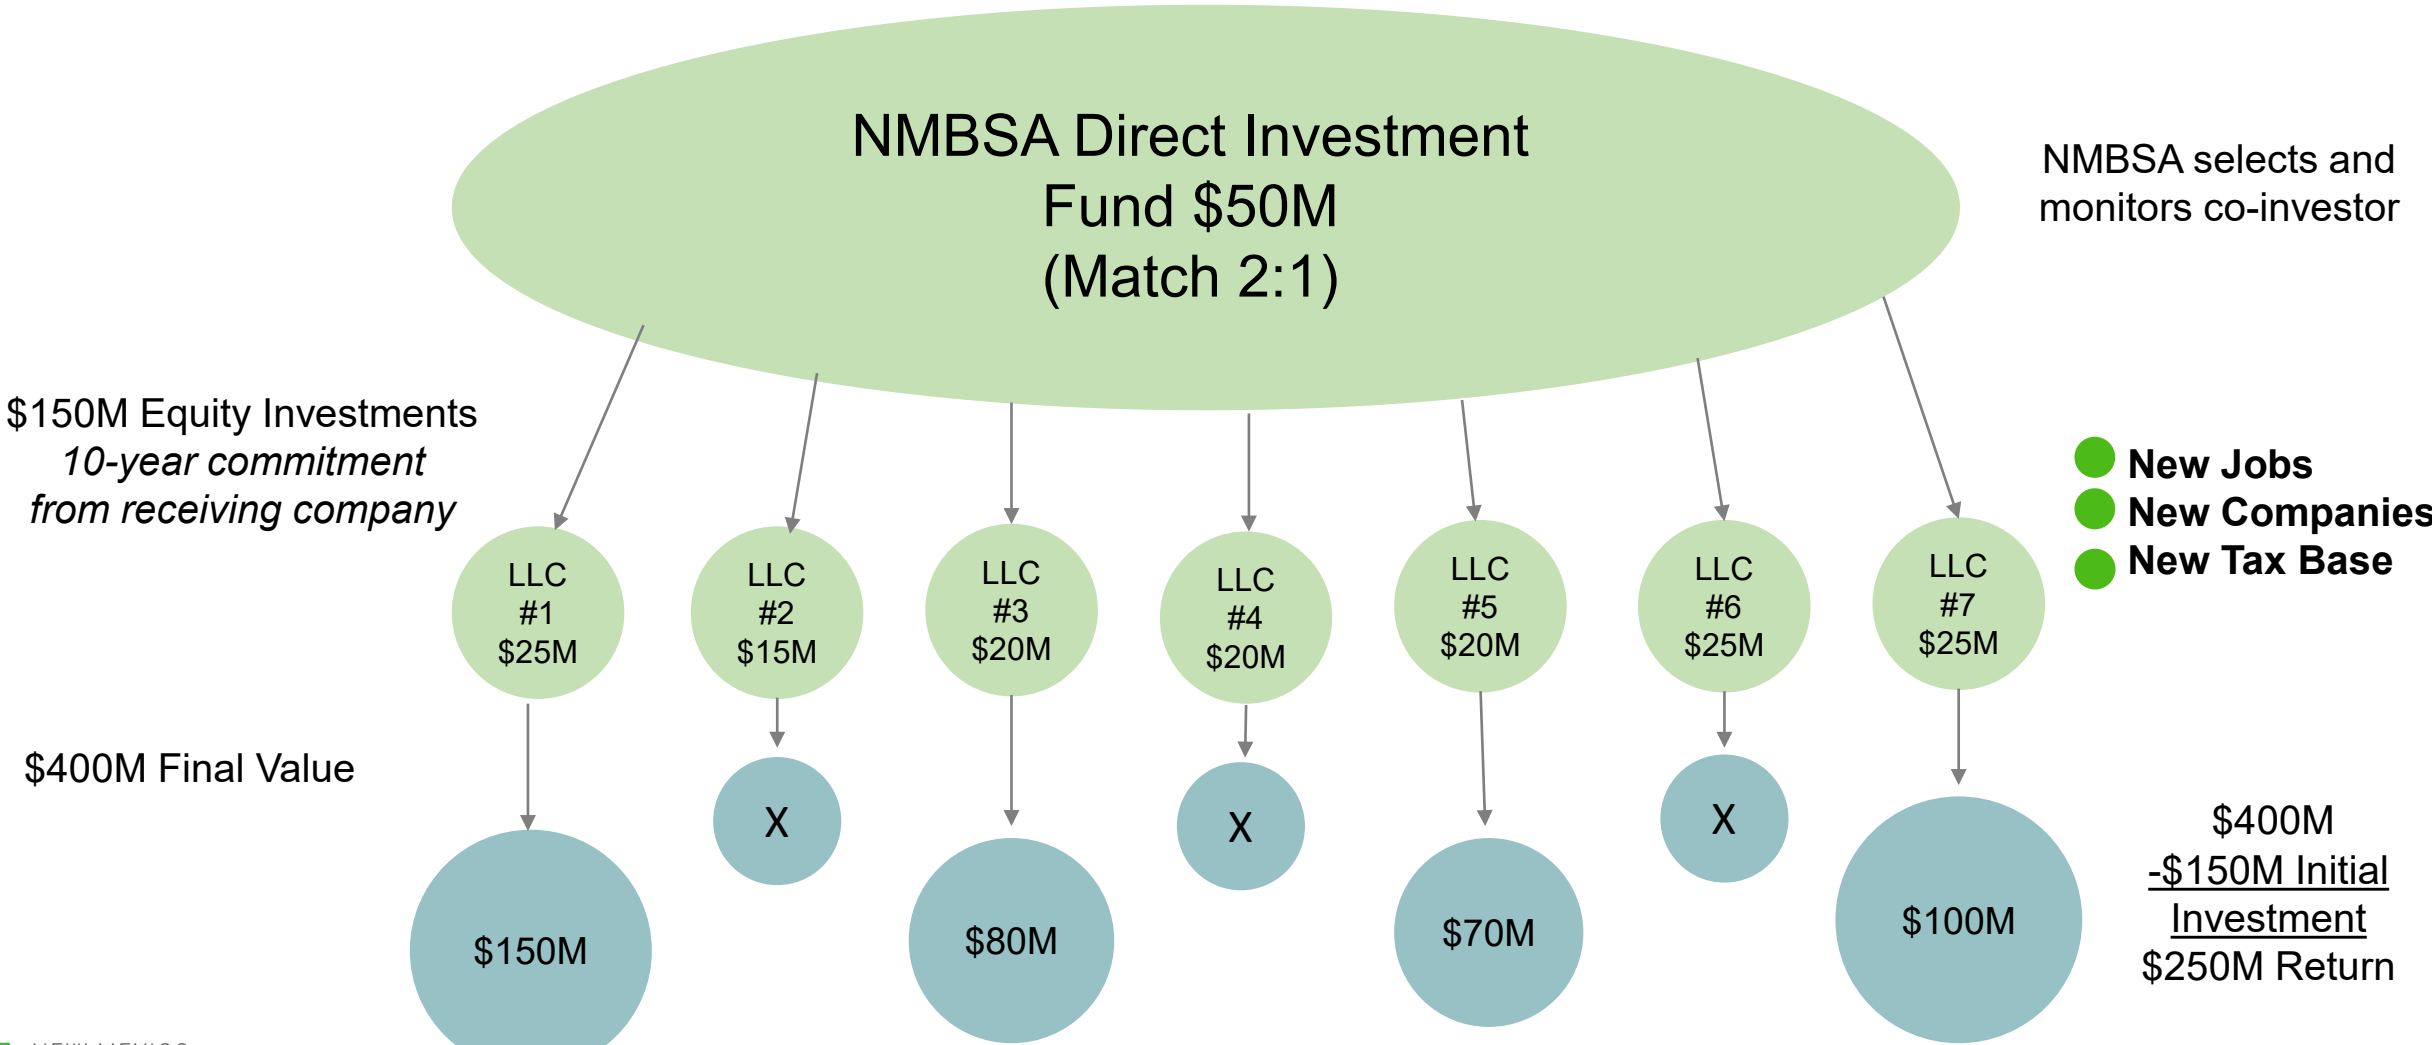 NMBSA Direct Investment
Fund $50M
(Match 2:1)
NMBSA selects and
monitors co-investor
$150M Equity Investments
10-year commitment
from receiving company
New Jobs
New Companies
New Tax Base
LLC
#1
$25M
LLC
#2
$15M
LLC
#3
$20M
LLC
#4
$20M
LLC
#5
$20M
LLC
#6
$25M
LLC
#7
$25M
$400M Final Value
X
X
X
$150M
$80M
$70M
$100M
$400M
-$150M Initial
Investment
$250M Return
NEW MEXICO